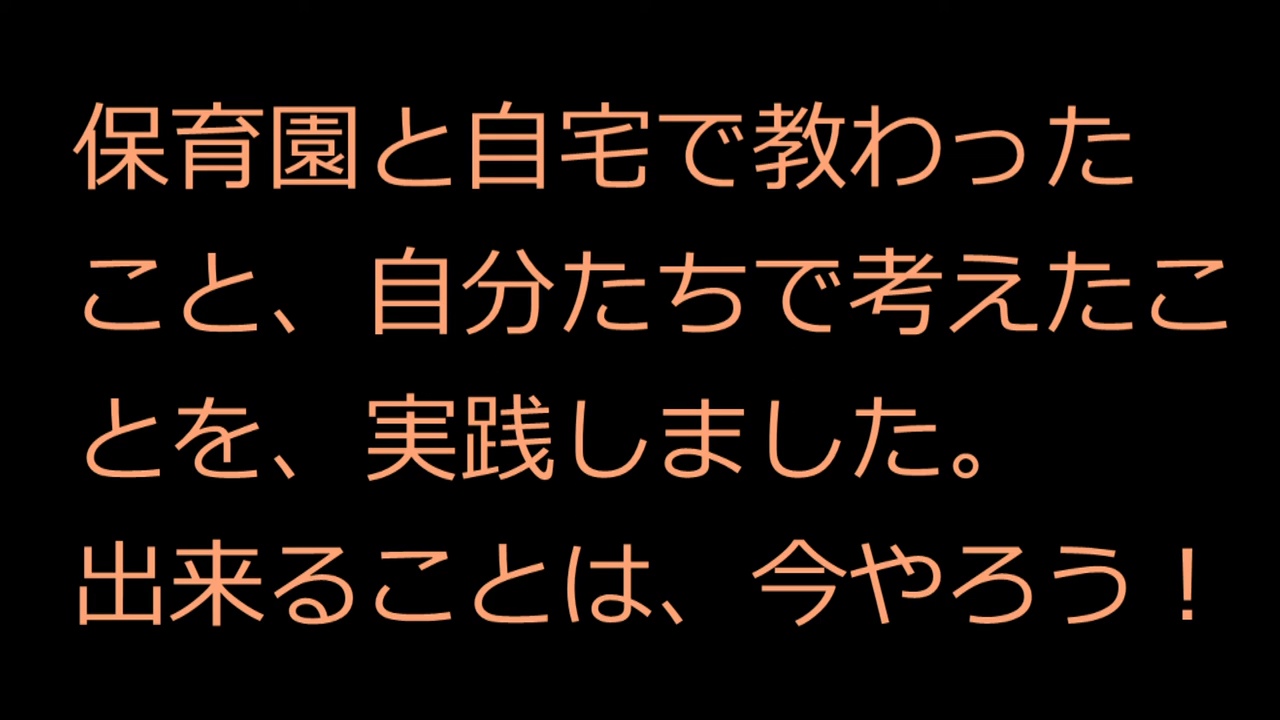 保育園と自宅で教わった
こと、自分たちで考えたこ
とを、実践しました。
出来ることは、今やろう！